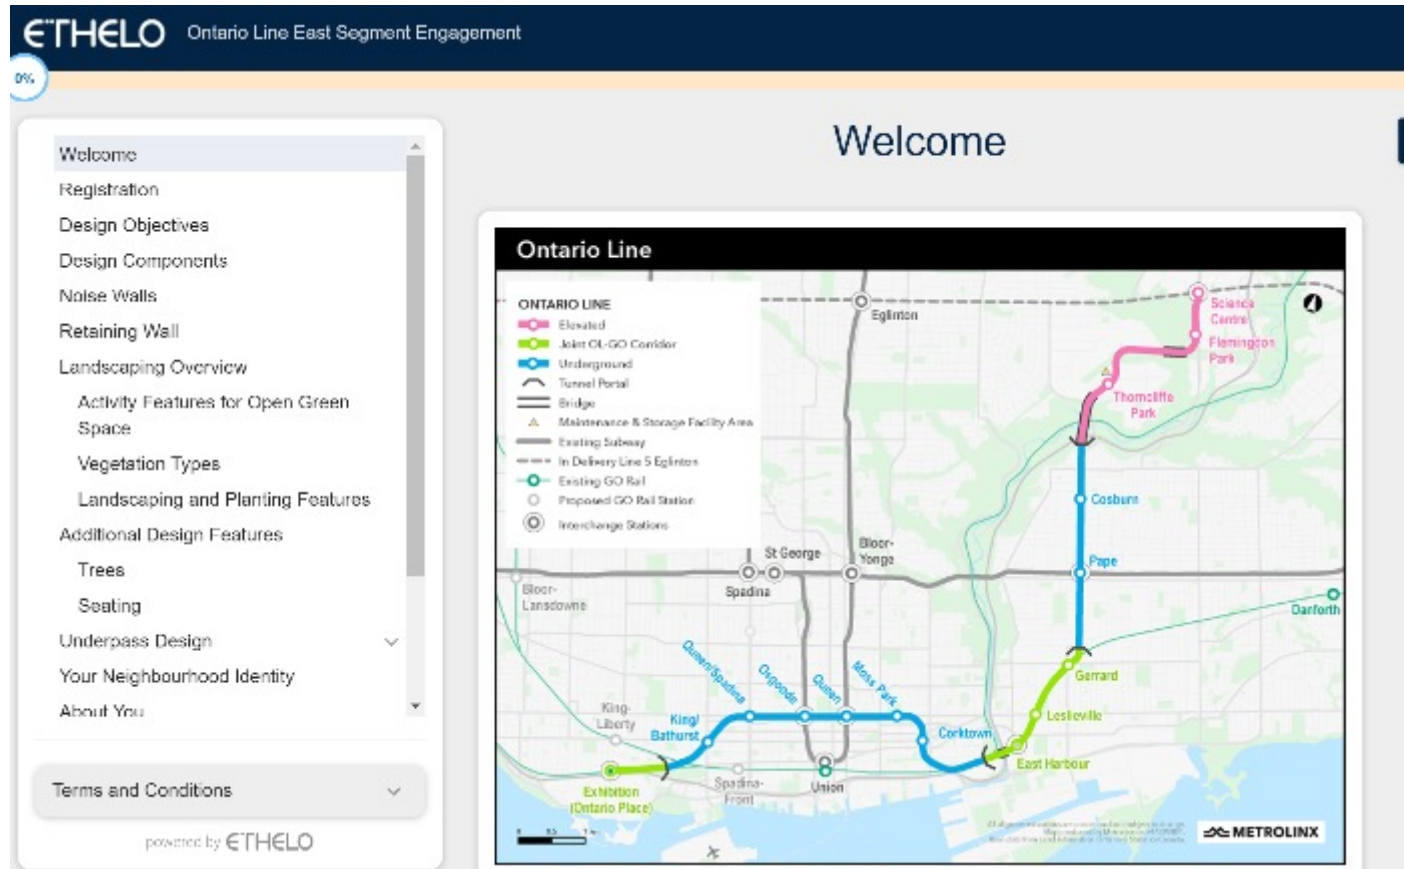 ETHELO Ontario Line East Segment Engagement
0%
Welcome
Registration
Design Objectives
Design Components
Noise Walls
Retaining Wall
Landscaping Overview
Activity Features for Open Green
Space
Vegetation Types
Landscaping and Planting Features
Additional Design Features
Trees
Seating
Underpass Design
Your Neighbourhood Identity
About You
Terms and Conditions
powered by ETHELO
Welcome
Ontario Line
ONTARIO LINE
Elevated
Joint OL-GO Corridor
Underground
Tunnel Portal
Bridge
Maintenance & Storage Facility Area
Existing Subway
In Delivery Line 5 Eglinton
Existing GO Rail
Proposed GO Rail Station
Interchange Stations
Eglinton
Science
Centre
Flemingdon
Park
Thorncliffe
Park
Cosburn
Pape
Danforth
Gerrard
Leslieville
East Harbour
Corktown
Moss Park
Queen
Osgoode
Queen/Spadina
King/
Bathurst
Exhibition
(Ontario Place)
King-
Liberty
Spadina-
Front
Union
Bloor-
Lansdowne
Spadina
St George
Bloor-
Yonge
METROLINX